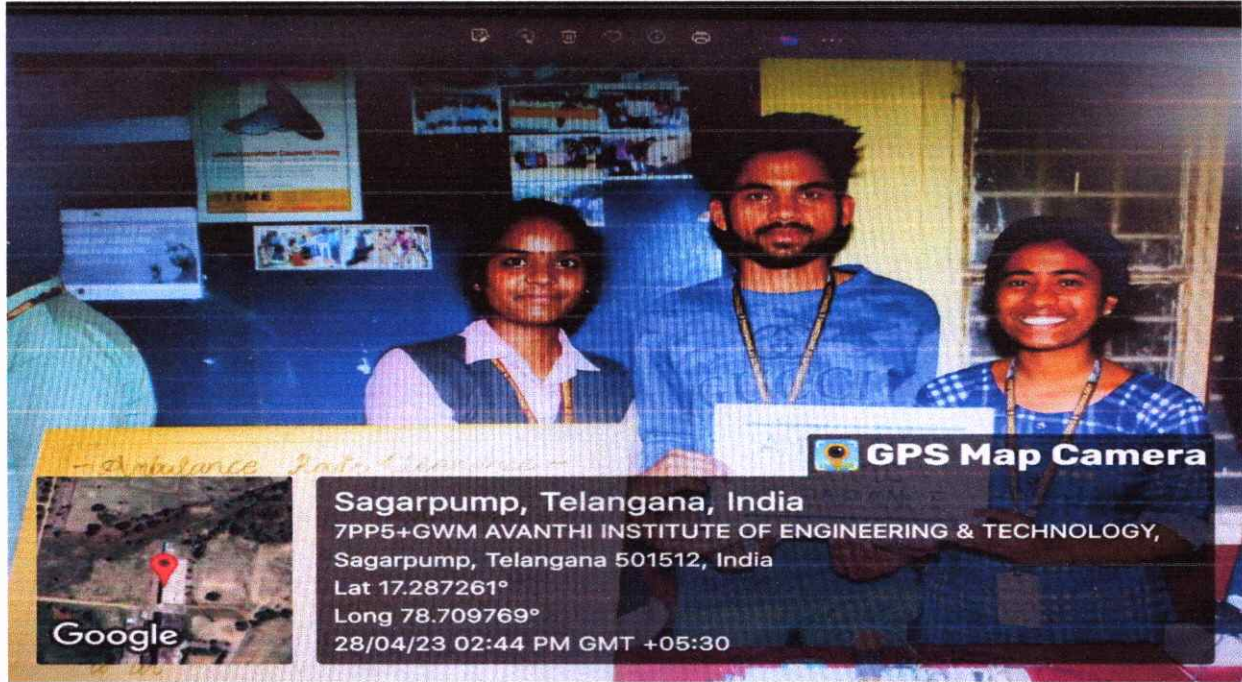 TIME
- Ambulance
GPS Map Camera
Sagarpump, Telangana, India
7PP5+GWM AVANTHI INSTITUTE OF ENGINEERING & TECHNOLOGY,
Sagarpump, Telangana 501512, India
Lat 17.287261°
Long 78.709769°
28/04/23 02:44 PM GMT +05:30
Google